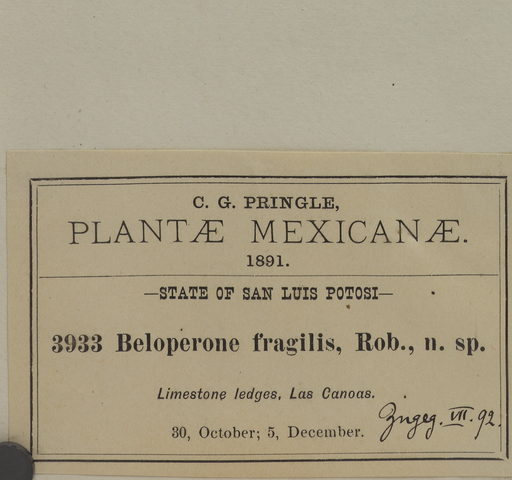 C. G. PRINGLE,
PLANTÆ MEXICANÆ.
1891.
—STATE OF SAN LUIS POTOSI—
3933 Beloperone fragilis, Rob., n. sp.
Limestone ledges, Las Canoas.
30, October; 5, December.
Zugeg. VII. 92.